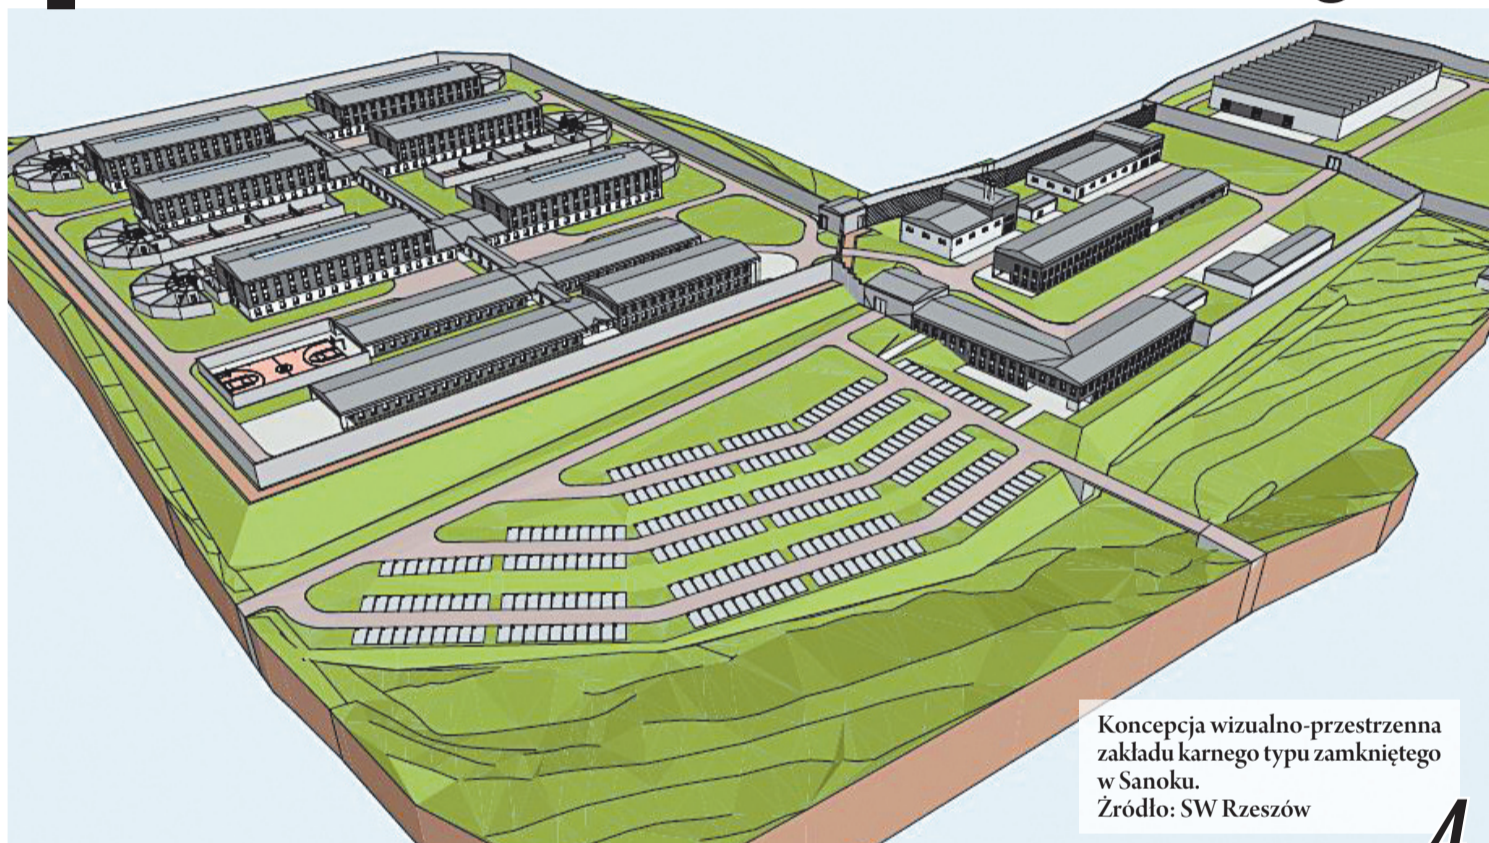 Koncepcja wizualno-przestrzenna
zakładu karnego typu zamkniętego
w Sanoku.
Źródło: SW Rzeszów